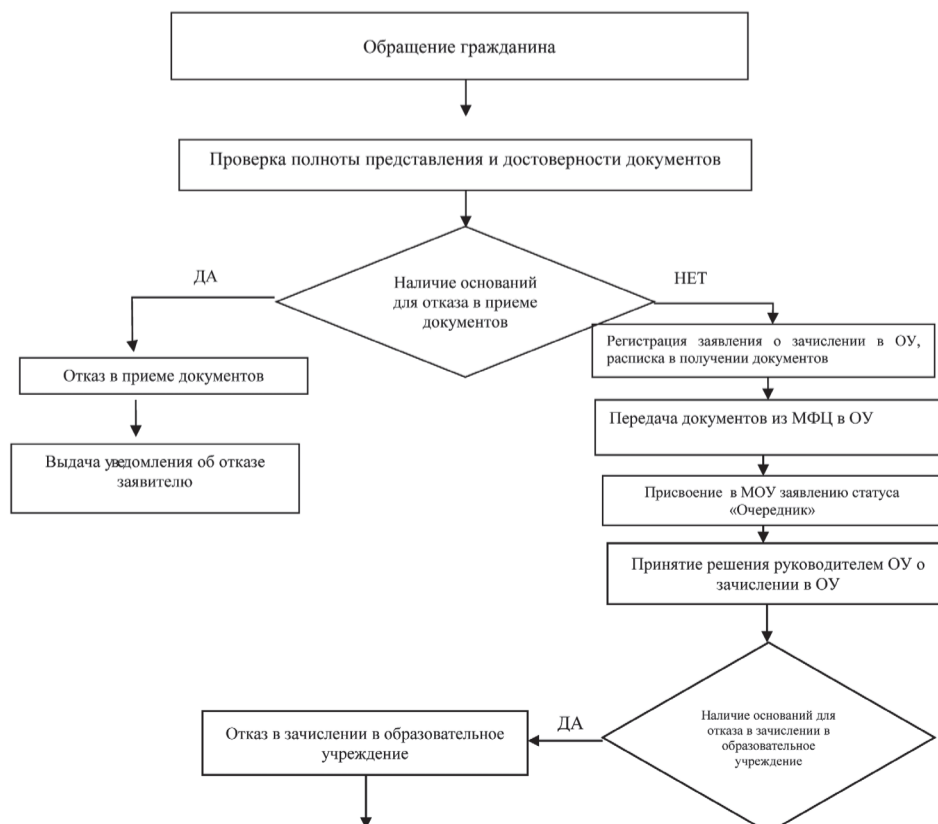 Обращение гражданина
Проверка полноты представления и достоверности документов
ДА
Наличие оснований
для отказа в приеме
документов
НЕТ
Регистрация заявления о зачислении в ОУ,
расписка в получении документов
Отказ в приеме документов
Передача документов из МФЦ в ОУ
Выдача уведомления об отказе
заявителю
Присвоение в МОУ заявлению статуса
«Очередник»
Принятие решения руководителем ОУ о
зачислении в ОУ
Отказ в зачислении в образовательное
учреждение
ДА
Наличие оснований для
отказа в зачислении в
образовательное
учреждение